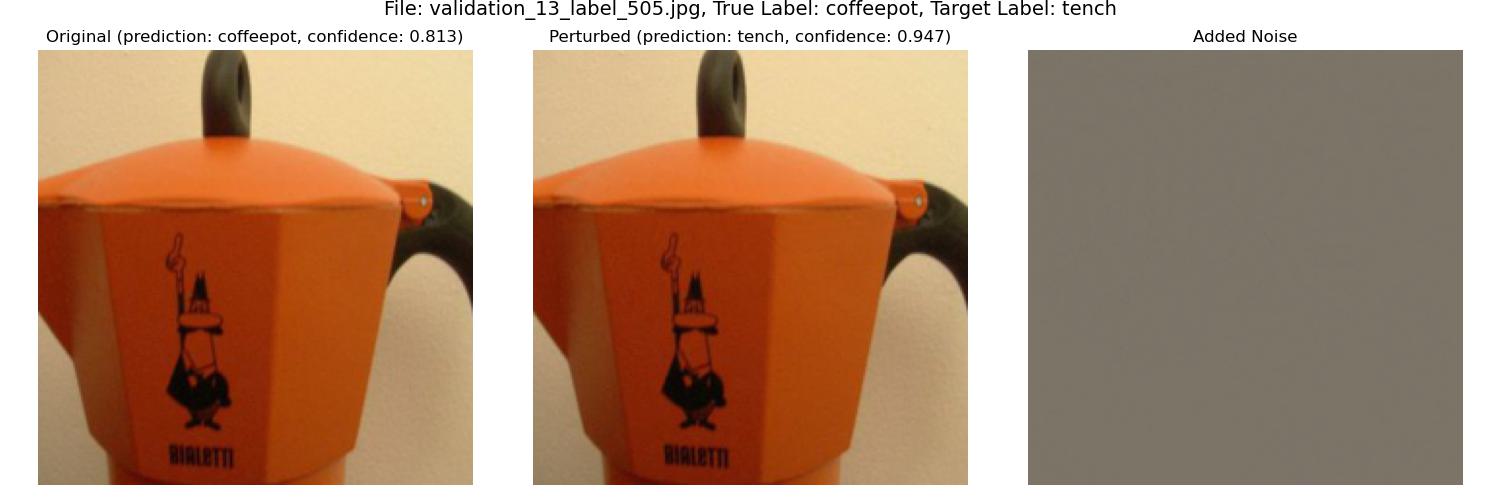 File: validation_13_label_505.jpg, True Label: coffeepot, Target Label: tench
Original (prediction: coffeepot, confidence: 0.813)
Perturbed (prediction: tench, confidence: 0.947)
Added Noise
BIALETTI
BIALETTI